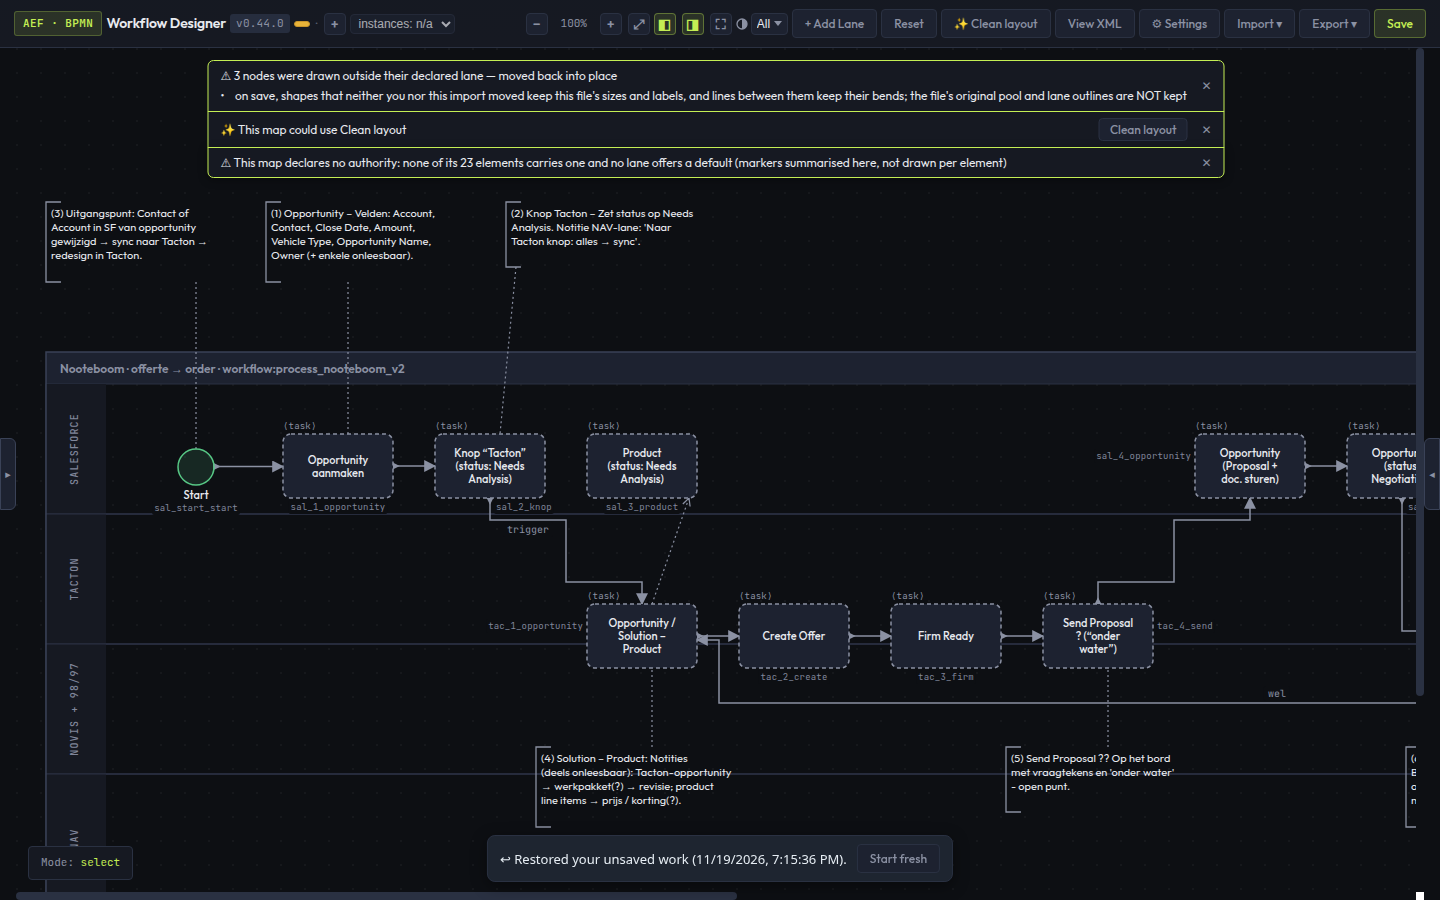 AEF · BPMN Workflow Designer v0.44.0 · + instances: n/a − 100% + All + Add Lane Reset ✨ Clean layout View XML ⚙ Settings Import ▾ Export ▾ Save
⚠ 3 nodes were drawn outside their declared lane — moved back into place
• on save, shapes that neither you nor this import moved keep this file's sizes and labels, and lines between them keep their bends; the file's original pool and lane outlines are NOT kept ×
✨ This map could use Clean layout Clean layout ×
⚠ This map declares no authority: none of its 23 elements carries one and no lane offers a default (markers summarised here, not drawn per element) ×
(3) Uitgangspunt: Contact of
Account in SF van opportunity
gewijzigd → sync naar Tacton →
redesign in Tacton.
(1) Opportunity – Velden: Account,
Contact, Close Date, Amount,
Vehicle Type, Opportunity Name,
Owner (+ enkele onleesbaar).
(2) Knop Tacton – Zet status op Needs
Analysis. Notitie NAV-lane: 'Naar
Tacton knop: alles → sync'.
Nooteboom · offerte → order · workflow:process_nooteboom_v2
SALESFORCE
Start
sal_start_start
(task)
Opportunity
aanmaken
sal_1_opportunity
(task)
Knop “Tacton”
(status: Needs
Analysis)
sal_2_knop
(task)
Product
(status: Needs
Analysis)
sal_3_product
(task)
Opportunity
(Proposal +
doc. sturen)
sal_4_opportunity
(task)
Opportun
(status
Negotiati
sa
trigger
TACTON
(task)
Opportunity /
Solution –
Product
tac_1_opportunity
(task)
Create Offer
tac_2_create
(task)
Firm Ready
tac_3_firm
(task)
Send Proposal
? (“onder
water”)
tac_4_send
NOVIS + 98/97
wel
(4) Solution – Product: Notities
(deels onleesbaar): Tacton-opportunity
→ werkpakket(?) → revisie; product
line items → prijs / korting(?).
(5) Send Proposal ?? Op het bord
met vraagtekens en 'onder water'
- open punt.
NAV
Mode: select
↩ Restored your unsaved work (11/19/2026, 7:15:36 PM). Start fresh